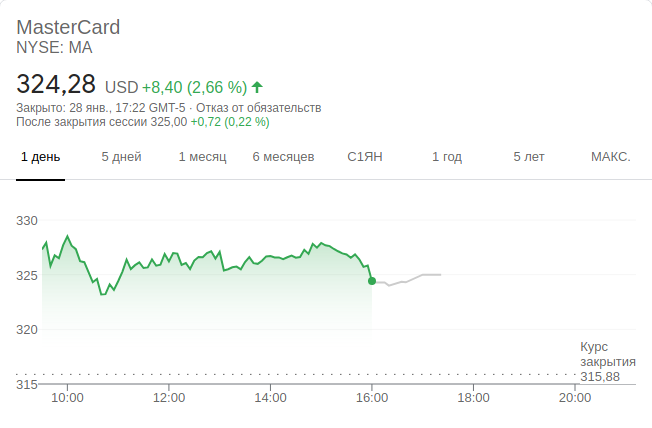 MasterCard
NYSE: MA
324,28 USD +8,40 (2,66 %)
Закрыто: 28 янв., 17:22 GMT-5 · Отказ от обязательств
После закрытия сессии 325,00 +0,72 (0,22 %)
1 день 5 дней 1 месяц 6 месяцев С1ЯН 1 год 5 лет МАКС.
330
325
320
Курс
закрытия
315,88
315
10:00 12:00 14:00 16:00 18:00 20:00